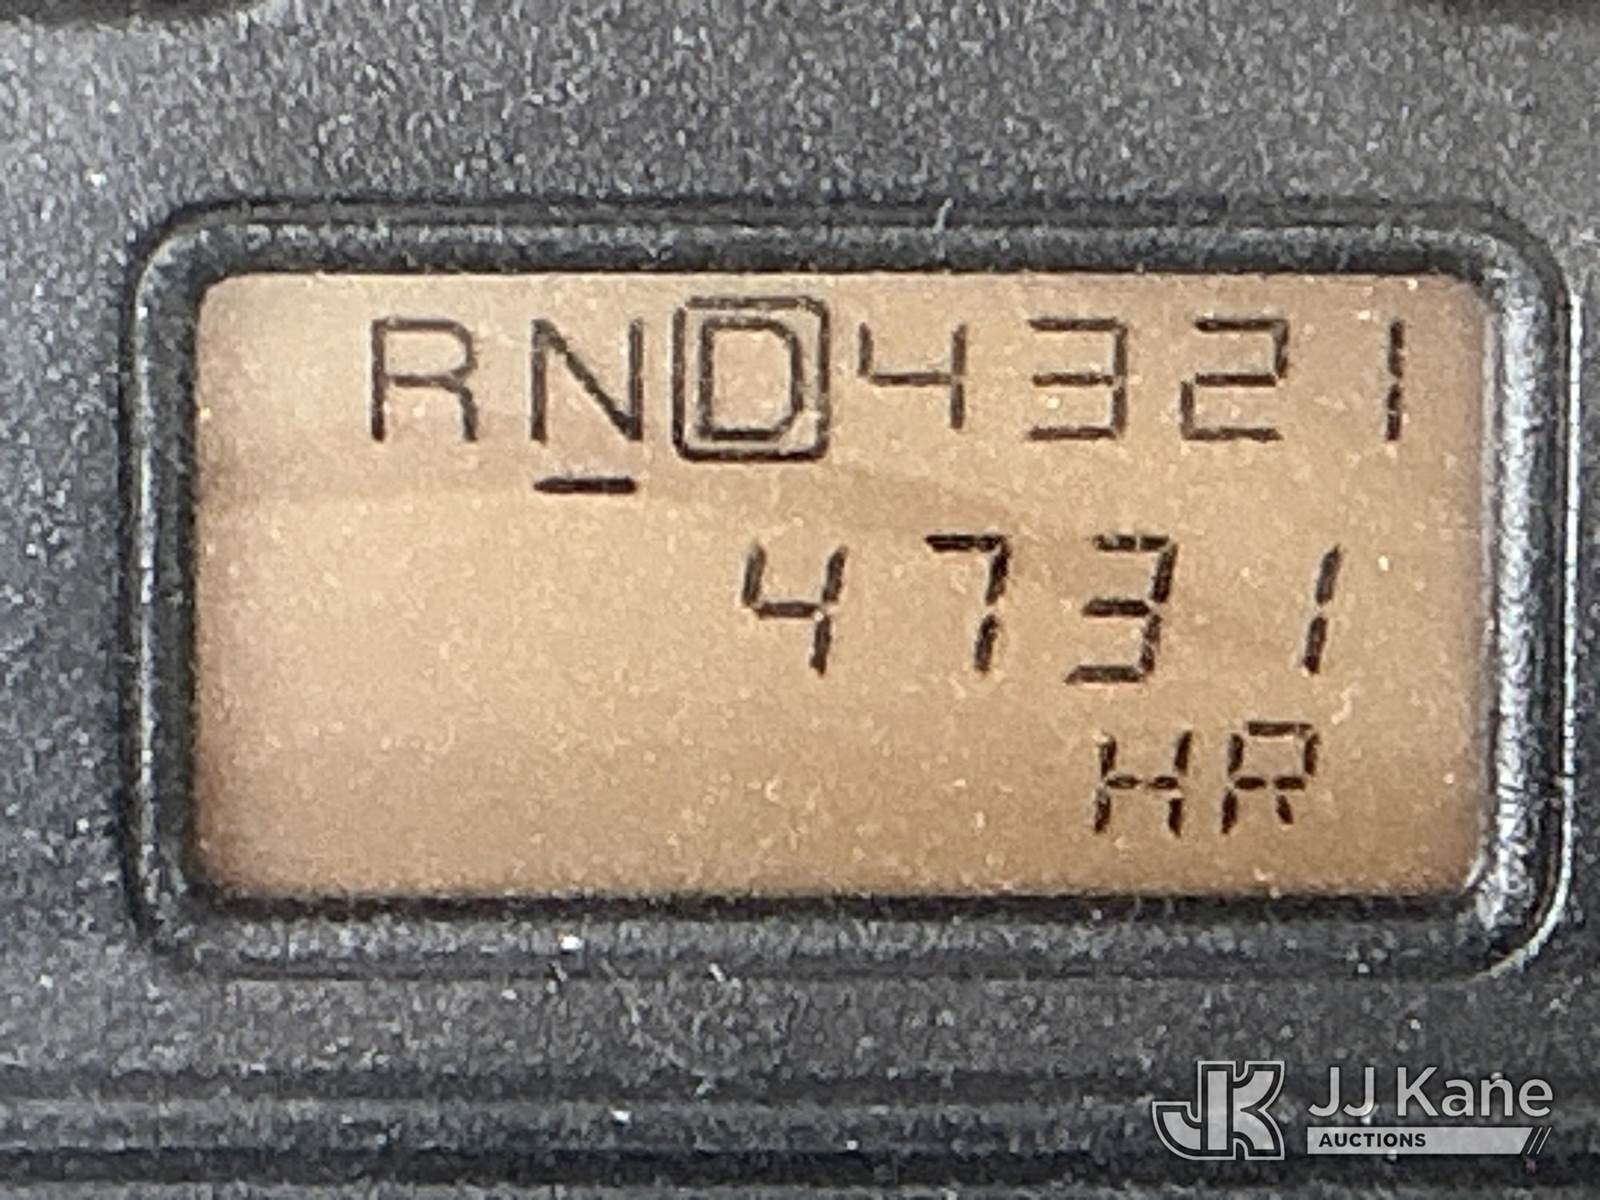 RND4321
4731
HR
JJ Kane
AUCTIONS